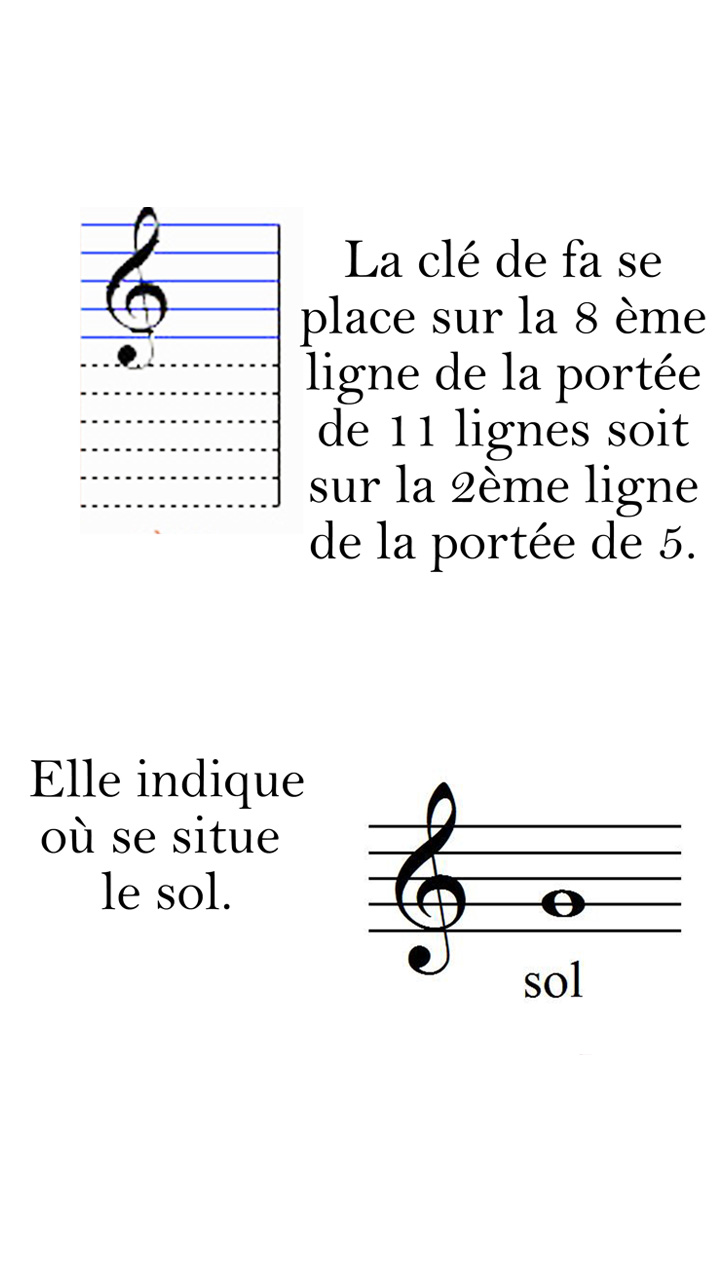 La clé de fa se
place sur la 8 ème
ligne de la portée
de 11 lignes soit
sur la 2ème ligne
de la portée de 5.
Elle indique
où se situe
le sol.
sol